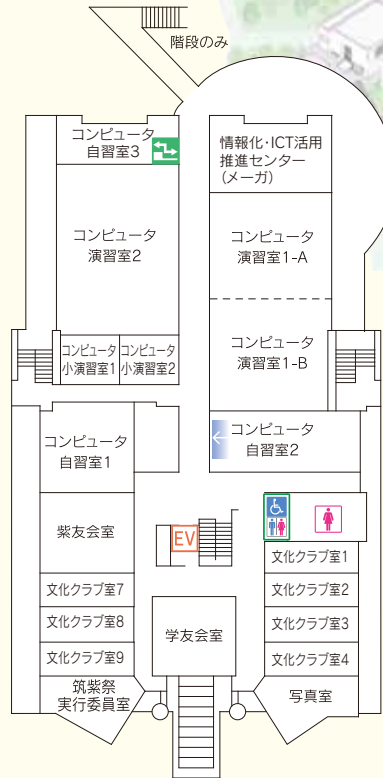 階段のみ
コンピュータ
自習室3
情報化・ICT活用
推進センター
(メーガ)
コンピュータ
演習室2
コンピュータ
演習室1-A
コンピュータ
小演習室1
コンピュータ
小演習室2
コンピュータ
演習室1-B
コンピュータ
自習室1
コンピュータ
自習室2
紫友会室
EV
文化クラブ室1
文化クラブ室7
文化クラブ室2
文化クラブ室8
文化クラブ室3
学友会室
文化クラブ室9
文化クラブ室4
筑紫祭
実行委員室
写真室